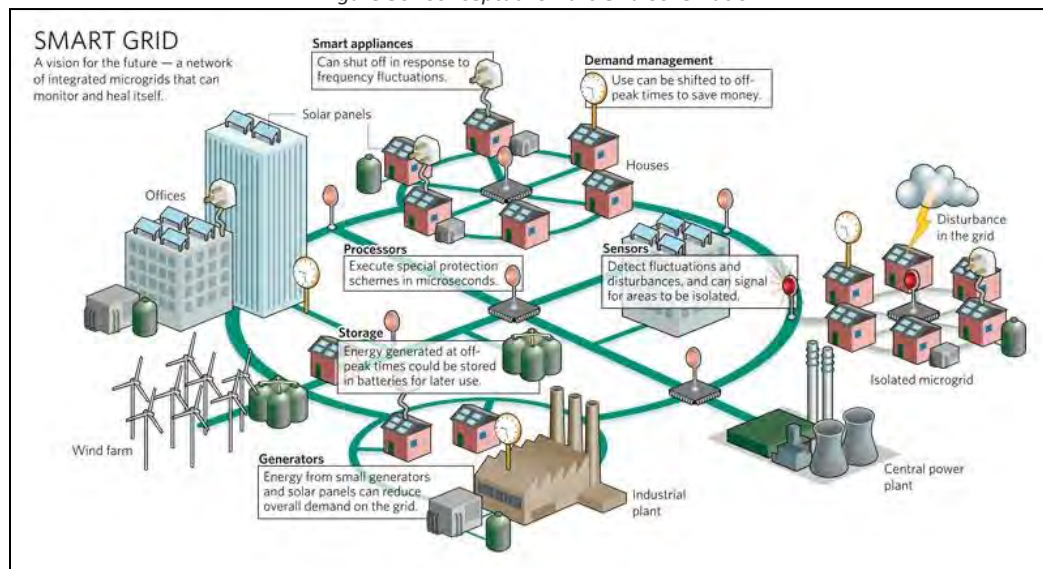 SMART GRID
A vision for the future — a network
of integrated microgrids that can
monitor and heal itself.
Smart appliances
Can shut off in response to
frequency fluctuations.
Demand management
Use can be shifted to off-
peak times to save money.
Solar panels
Houses
Offices
Disturbance
in the grid
Processors
Execute special protection
schemes in microseconds.
Sensors
Detect fluctuations and
disturbances, and can signal
for areas to be isolated.
Storage
Energy generated at off-
peak times could be stored
in batteries for later use.
Isolated microgrid
Wind farm
Generators
Energy from small generators
and solar panels can reduce
overall demand on the grid.
Industrial
plant
Central power
plant